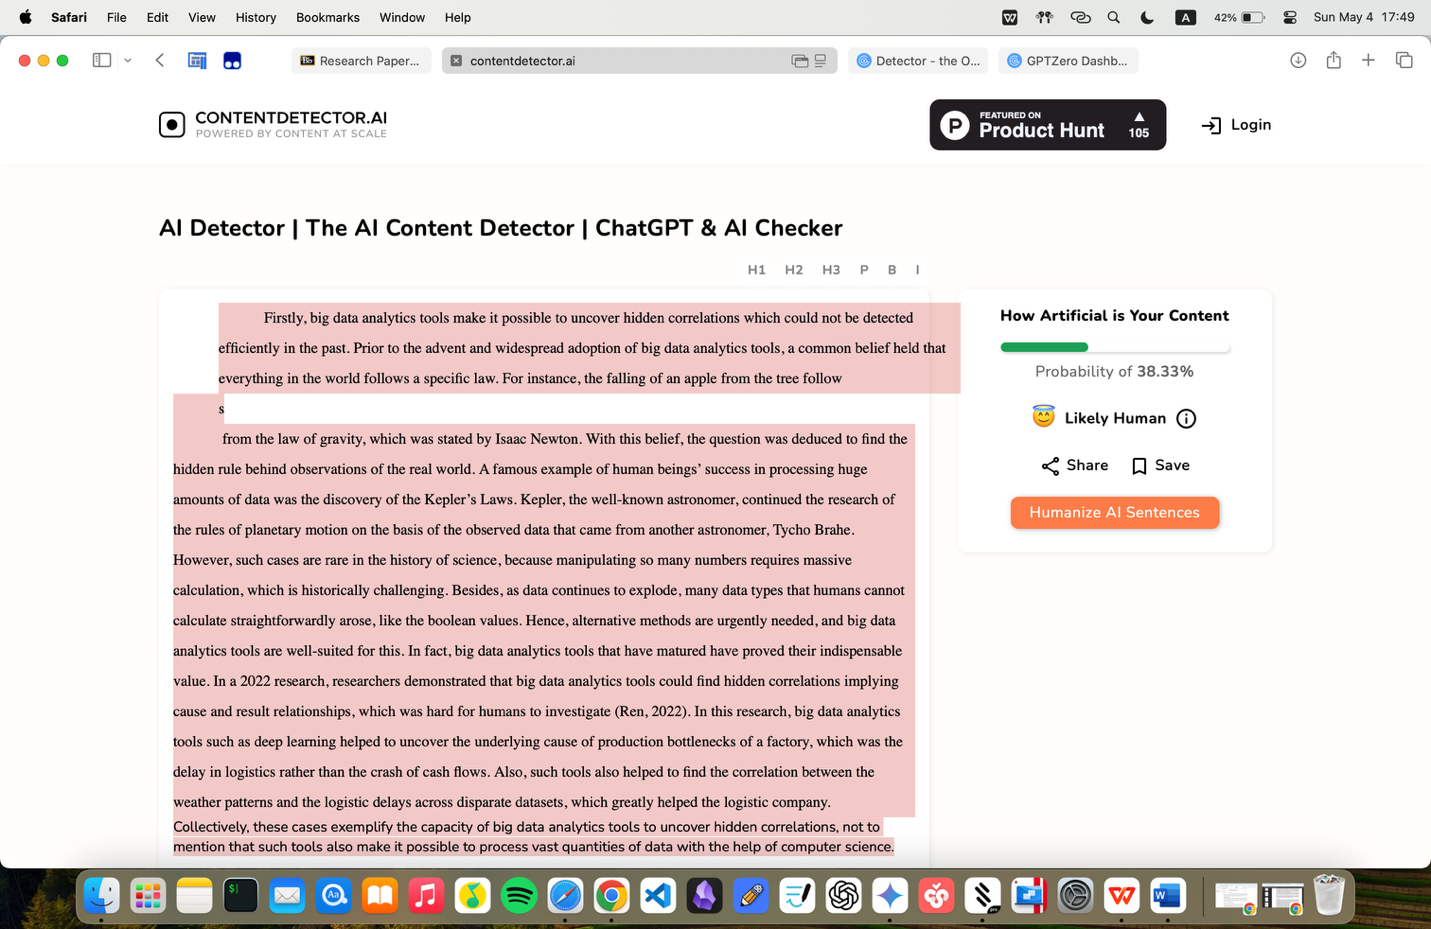 Safari File Edit View History Bookmarks Window Help A 42% Sun May 4 17:49
Research Paper... contentdetector.ai Detector - the O... GPTZero Dashb...
CONTENTDETECTOR.AI
POWERED BY CONTENT AT SCALE
P FEATURED ON
Product Hunt 105
Login
AI Detector | The AI Content Detector | ChatGPT & AI Checker
H1 H2 H3 P B I
Firstly, big data analytics tools make it possible to uncover hidden correlations which could not be detected
efficiently in the past. Prior to the advent and widespread adoption of big data analytics tools, a common belief held that
everything in the world follows a specific law. For instance, the falling of an apple from the tree follow
s
from the law of gravity, which was stated by Isaac Newton. With this belief, the question was deduced to find the
hidden rule behind observations of the real world. A famous example of human beings’ success in processing huge
amounts of data was the discovery of the Kepler’s Laws. Kepler, the well-known astronomer, continued the research of
the rules of planetary motion on the basis of the observed data that came from another astronomer, Tycho Brahe.
However, such cases are rare in the history of science, because manipulating so many numbers requires massive
calculation, which is historically challenging. Besides, as data continues to explode, many data types that humans cannot
calculate straightforwardly arose, like the boolean values. Hence, alternative methods are urgently needed, and big data
analytics tools are well-suited for this. In fact, big data analytics tools that have matured have proved their indispensable
value. In a 2022 research, researchers demonstrated that big data analytics tools could find hidden correlations implying
cause and result relationships, which was hard for humans to investigate (Ren, 2022). In this research, big data analytics
tools such as deep learning helped to uncover the underlying cause of production bottlenecks of a factory, which was the
delay in logistics rather than the crash of cash flows. Also, such tools also helped to find the correlation between the
weather patterns and the logistic delays across disparate datasets, which greatly helped the logistic company.
Collectively, these cases exemplify the capacity of big data analytics tools to uncover hidden correlations, not to
mention that such tools also make it possible to process vast quantities of data with the help of computer science.
How Artificial is Your Content
Probability of 38.33%
Likely Human
Share Save
Humanize AI Sentences